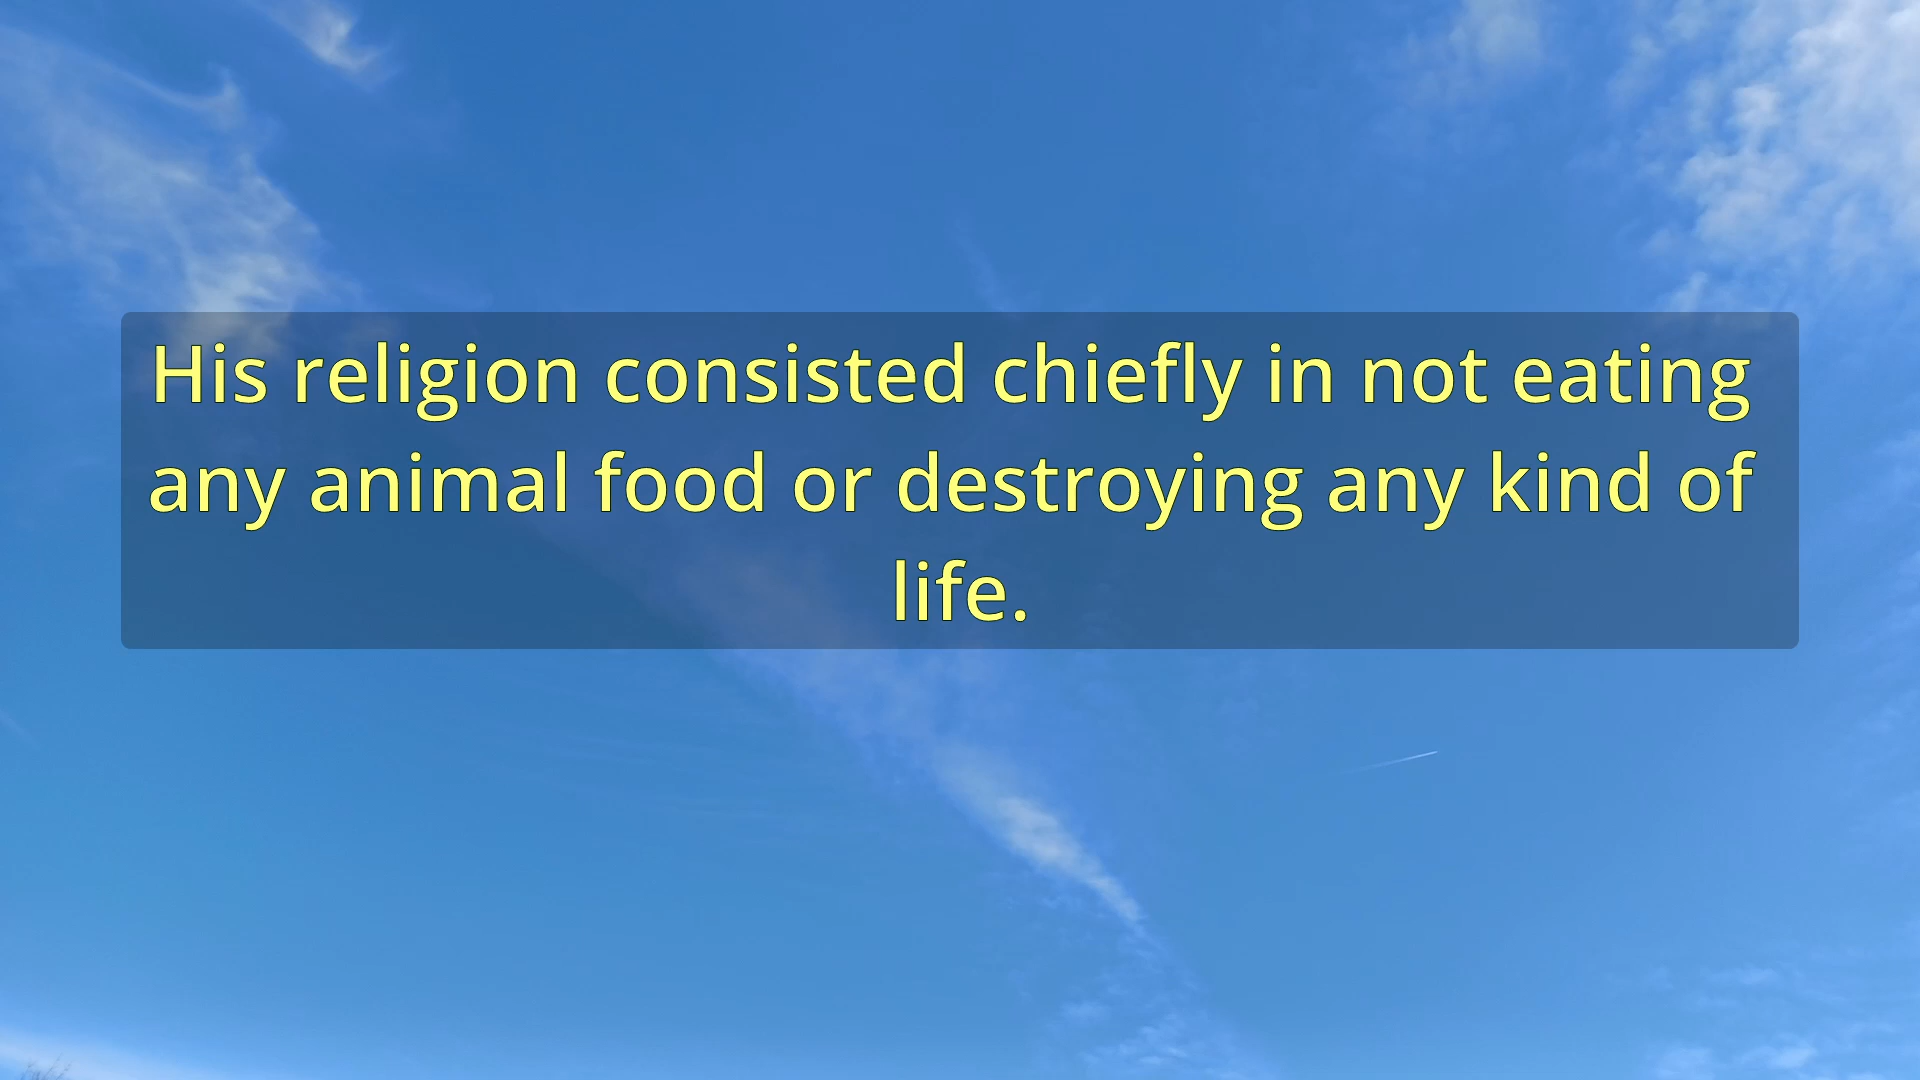 His religion consisted chiefly in not eating
any animal food or destroying any kind of
life.